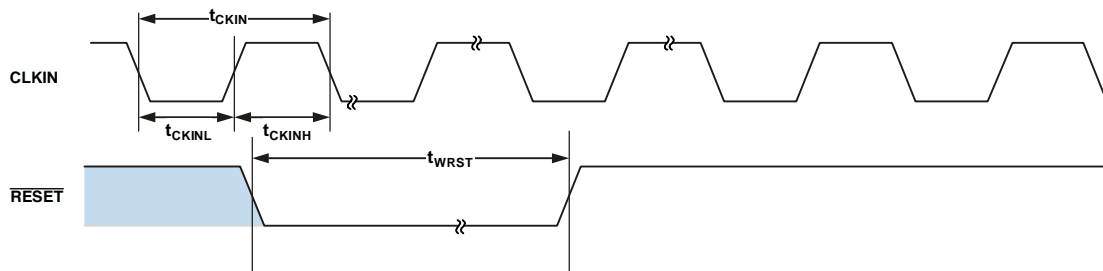 tCKIN
CLKIN
tCKINL
tCKINH
tWRST
RESET